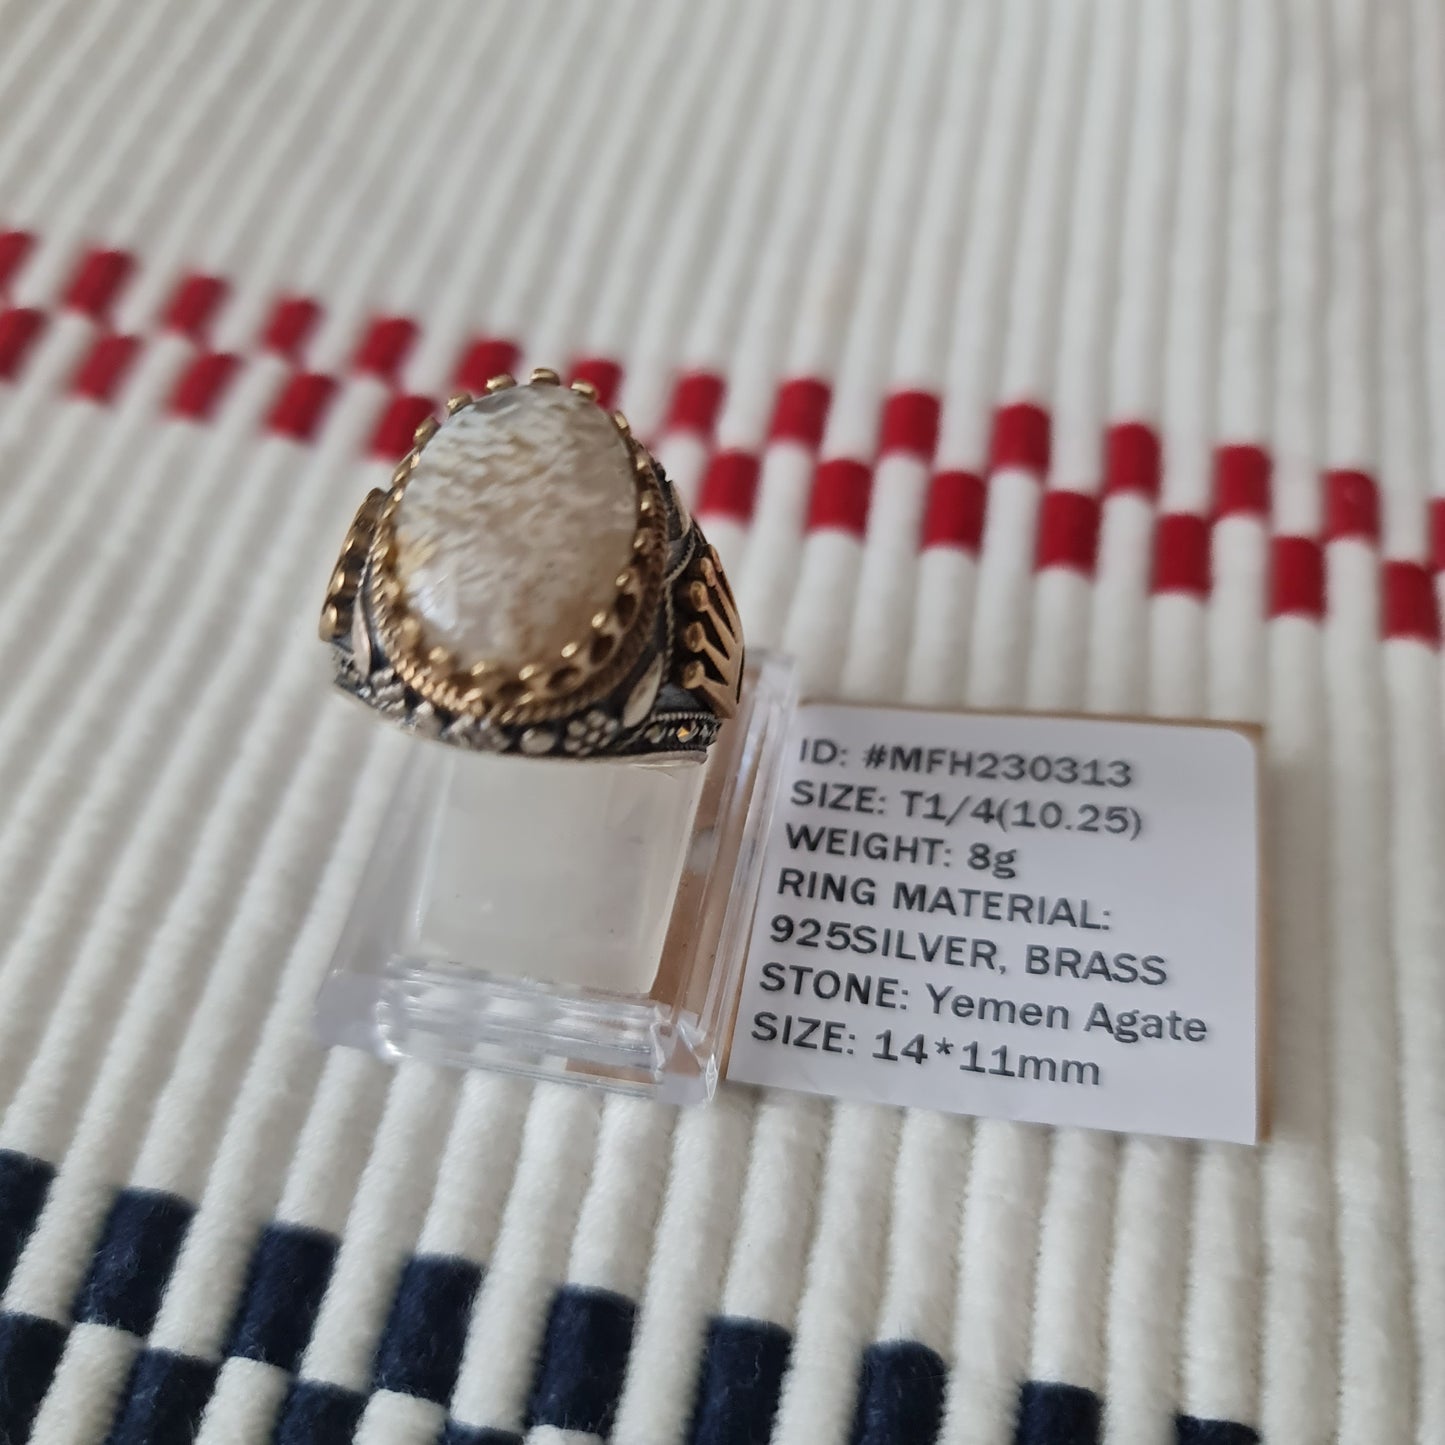 ID: #MFH230313
SIZE: T1/4(10.25)
WEIGHT: 8g
RING MATERIAL:
925SILVER, BRASS
STONE: Yemen Agate
SIZE: 14*11mm